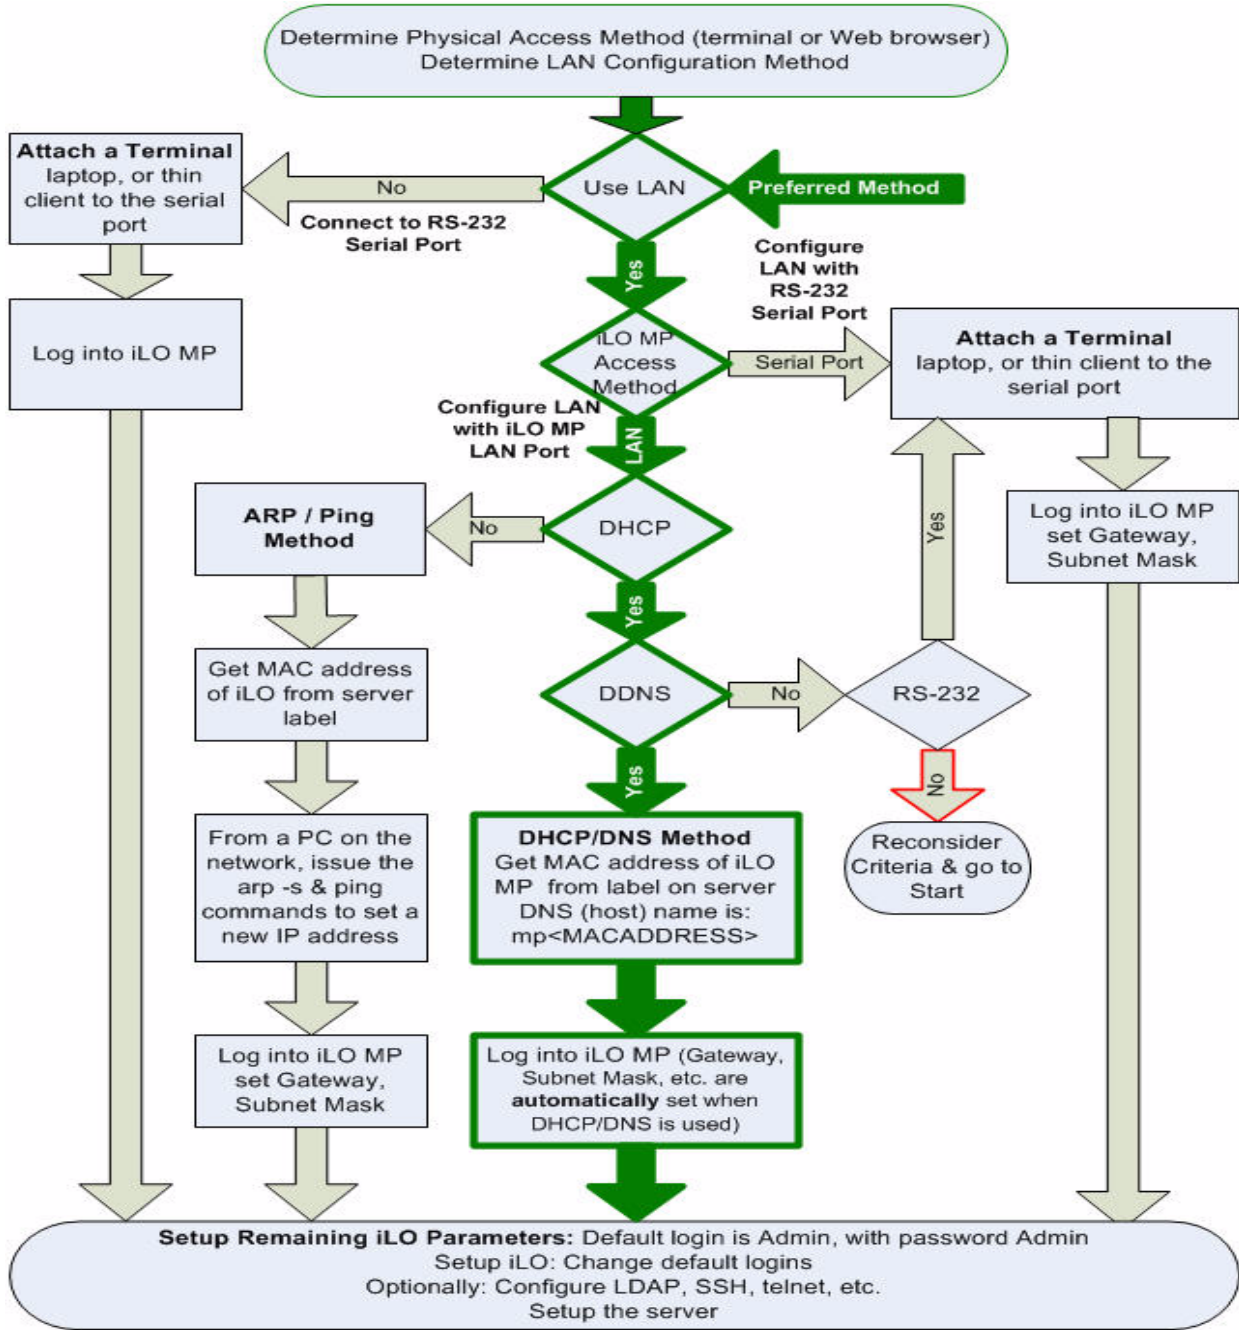 Determine Physical Access Method (terminal or Web browser)
Determine LAN Configuration Method
Attach a Terminal
laptop, or thin
client to the serial
port
No
Use LAN
Preferred Method
Connect to RS-232
Serial Port
Yes
Configure
LAN with
RS-232
Serial Port
Log into iLO MP
iLO MP
Access
Method
Serial Port
Attach a Terminal
laptop, or thin client to the
serial port
Configure LAN
with iLO MP
LAN Port
LAN
ARP / Ping
Method
No
DHCP
Yes
Log into iLO MP
set Gateway,
Subnet Mask
Yes
Get MAC address
of iLO from server
label
DDNS
No
RS-232
Yes
No
From a PC on the
network, issue the
arp -s & ping
commands to set a
new IP address
DHCP/DNS Method
Get MAC address of iLO
MP from label on server
DNS (host) name is:
mp<MACADDRESS>
Reconsider
Criteria & go to
Start
Log into iLO MP
set Gateway,
Subnet Mask
Log into iLO MP (Gateway,
Subnet Mask, etc. are
automatically set when
DHCP/DNS is used)
Setup Remaining iLO Parameters: Default login is Admin, with password Admin
Setup iLO: Change default logins
Optionally: Configure LDAP, SSH, telnet, etc.
Setup the server